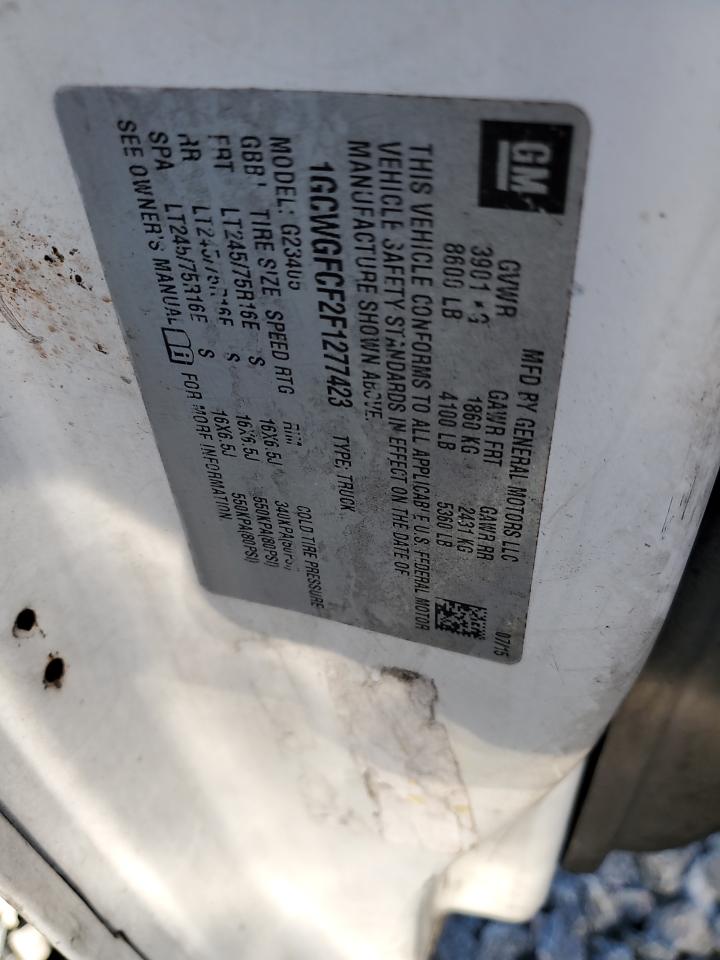 GM
MFD BY GENERAL MOTORS LLC 07/15
GVWR GAWR FRT GAWR RR
3901 KG 1860 KG 2431 KG
8600 LB 4100 LB 5360 LB
THIS VEHICLE CONFORMS TO ALL APPLICABLE U.S. FEDERAL MOTOR
VEHICLE SAFETY STANDARDS IN EFFECT ON THE DATE OF
MANUFACTURE SHOWN ABOVE.
1GCWGFCF2F1277423 TYPE: TRUCK
MODEL: G23405
TIRE SIZE SPEED RTG RIM COLD TIRE PRESSURE
FRT LT245/75R16E S 16X6.5J
RR LT245/75R16E S 16X6.5J 550KPA(80PSI)
SPA LT245/75R16E S 16X6.5J 550KPA(80PSI)
SEE OWNER'S MANUAL FOR MORE INFORMATION